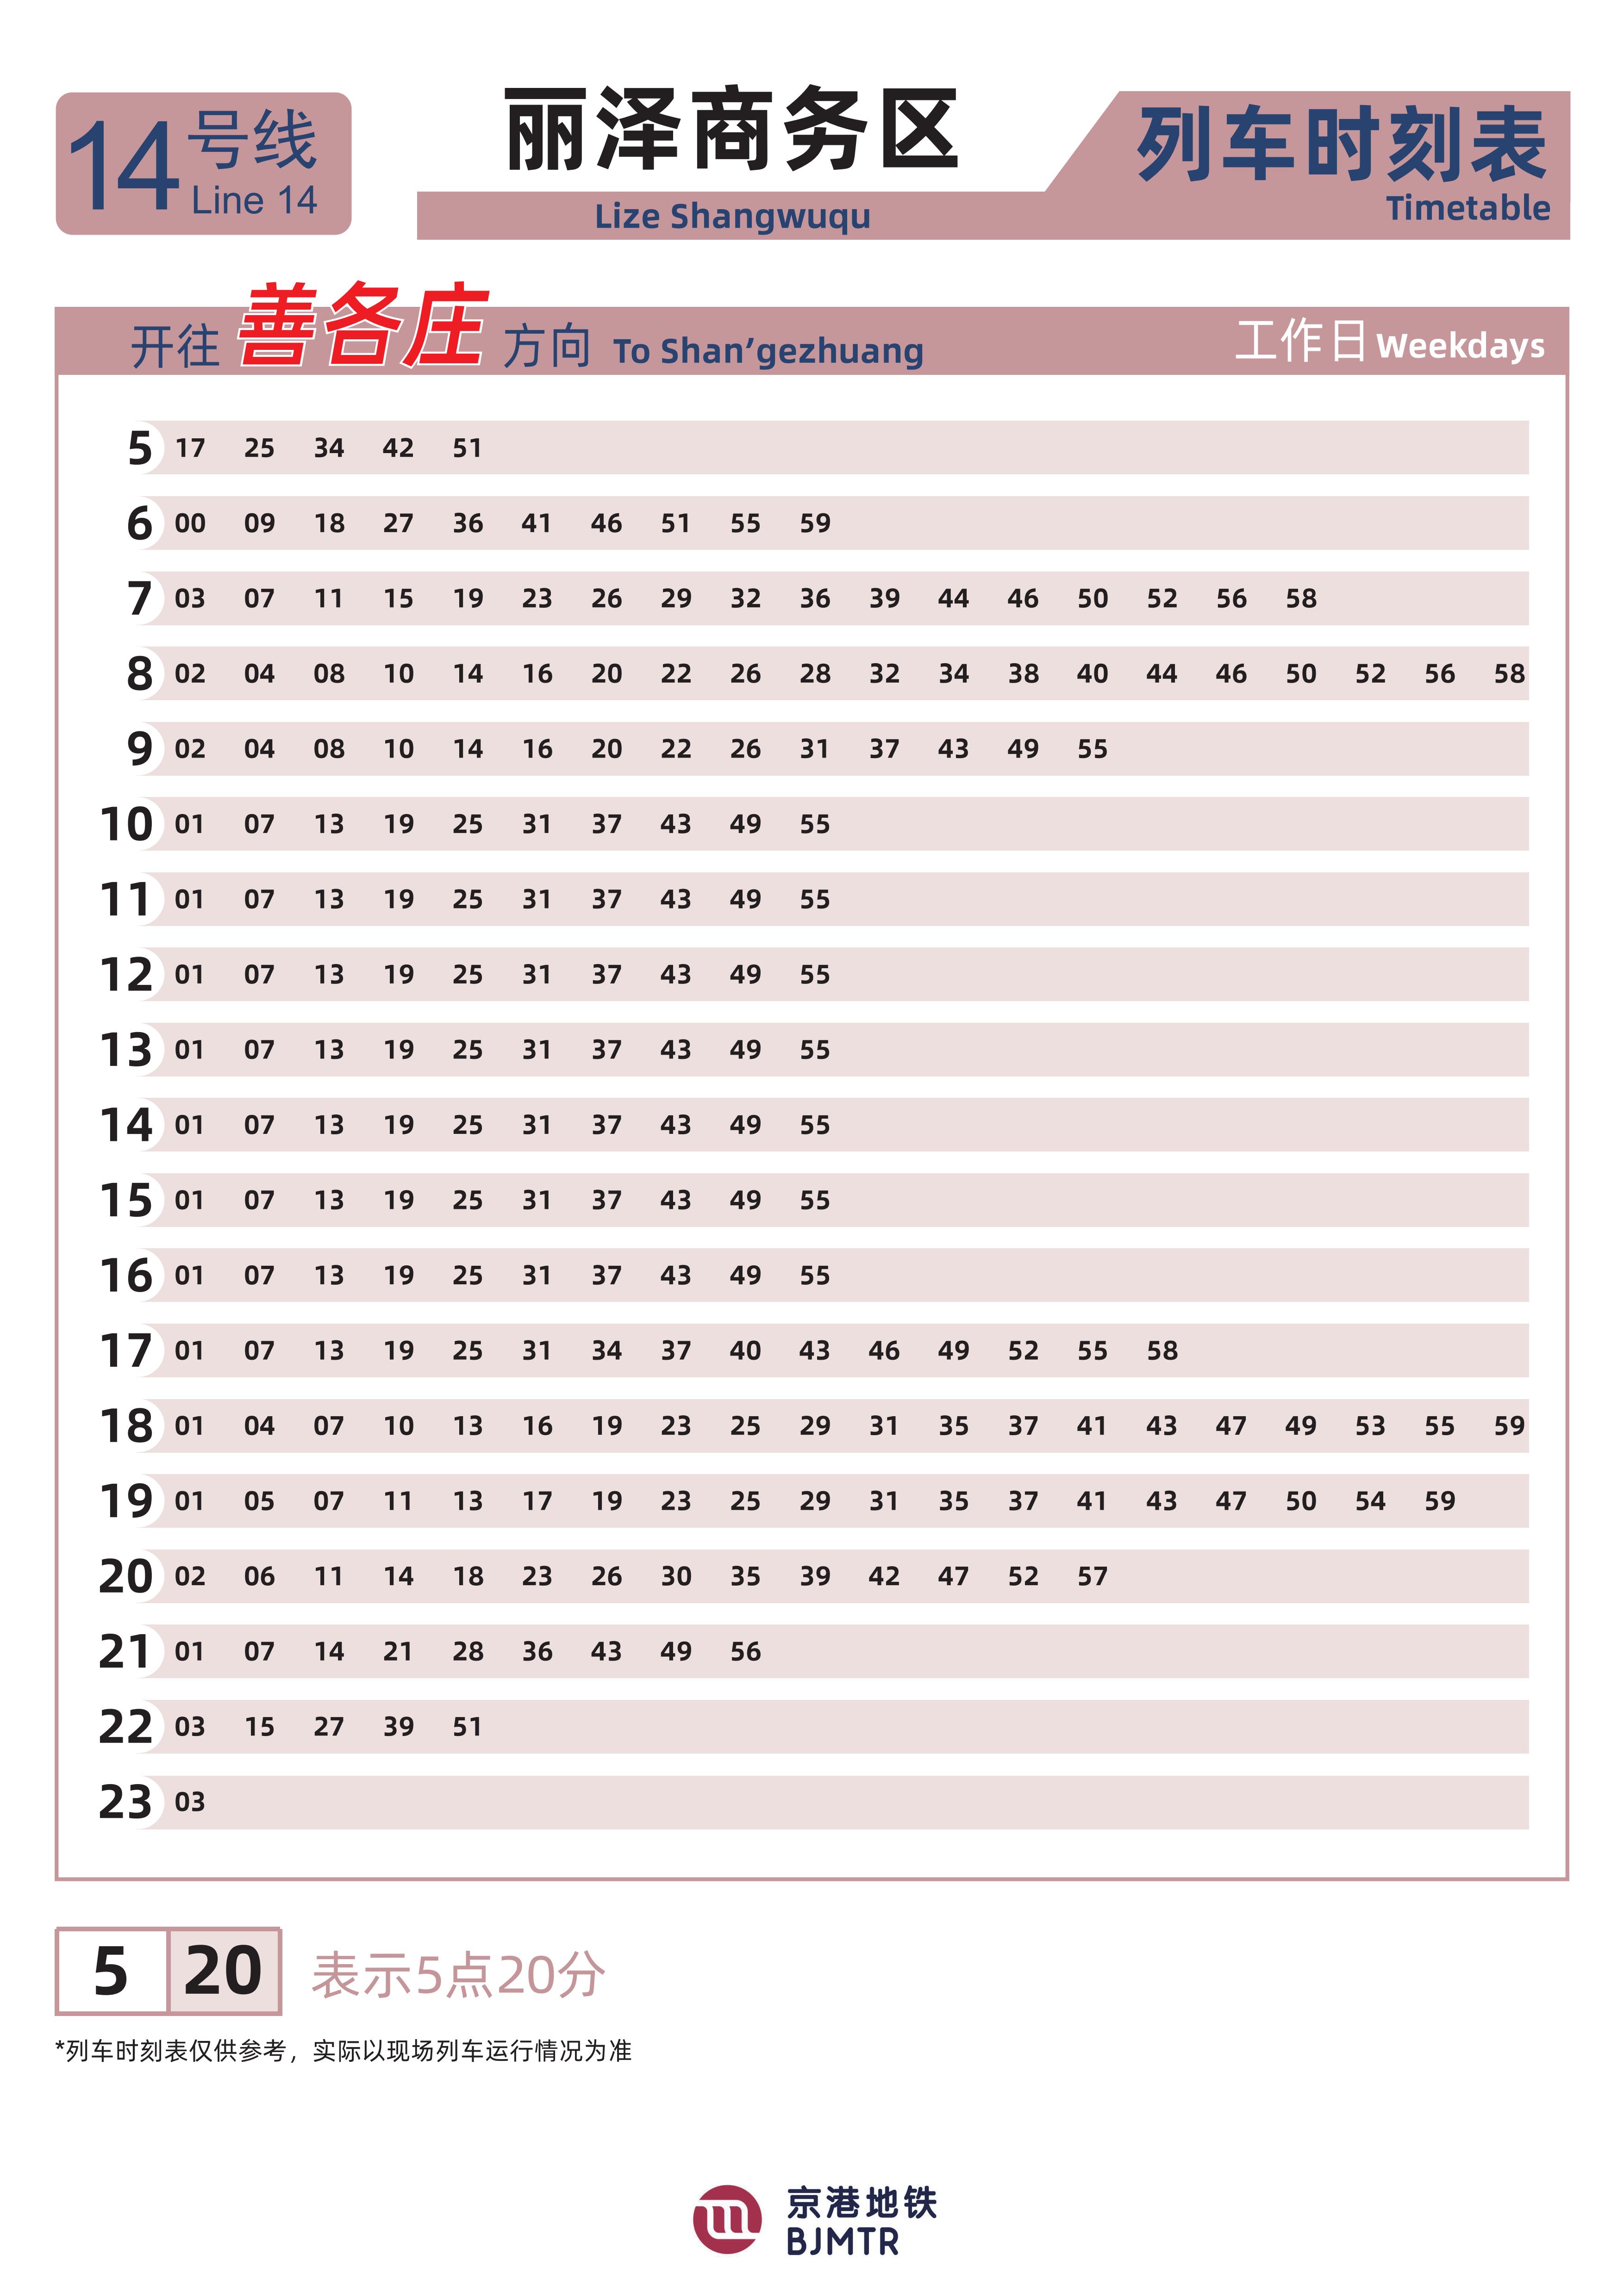 14 号线
Line 14
丽泽商务区
Lize Shangwuqu
列车时刻表
Timetable
开往 善各庄 方向 To Shan’gezhuang
工作日 Weekdays
5 17 25 34 42 51
6 00 09 18 27 36 41 46 51 55 59
7 03 07 11 15 19 23 26 29 32 36 39 44 46 50 52 56 58
8 02 04 08 10 14 16 20 22 26 28 32 34 38 40 44 46 50 52 56 58
9 02 04 08 10 14 16 20 22 26 31 37 43 49 55
10 01 07 13 19 25 31 37 43 49 55
11 01 07 13 19 25 31 37 43 49 55
12 01 07 13 19 25 31 37 43 49 55
13 01 07 13 19 25 31 37 43 49 55
14 01 07 13 19 25 31 37 43 49 55
15 01 07 13 19 25 31 37 43 49 55
16 01 07 13 19 25 31 37 43 49 55
17 01 07 13 19 25 31 34 37 40 43 46 49 52 55 58
18 01 04 07 10 13 16 19 23 25 29 31 35 37 41 43 47 49 53 55 59
19 01 05 07 11 13 17 19 23 25 29 31 35 37 41 43 47 50 54 59
20 02 06 11 14 18 23 26 30 35 39 42 47 52 57
21 01 07 14 21 28 36 43 49 56
22 03 15 27 39 51
23 03
5 20 表示5点20分
*列车时刻表仅供参考，实际以现场列车运行情况为准
京港地铁
BJMTR